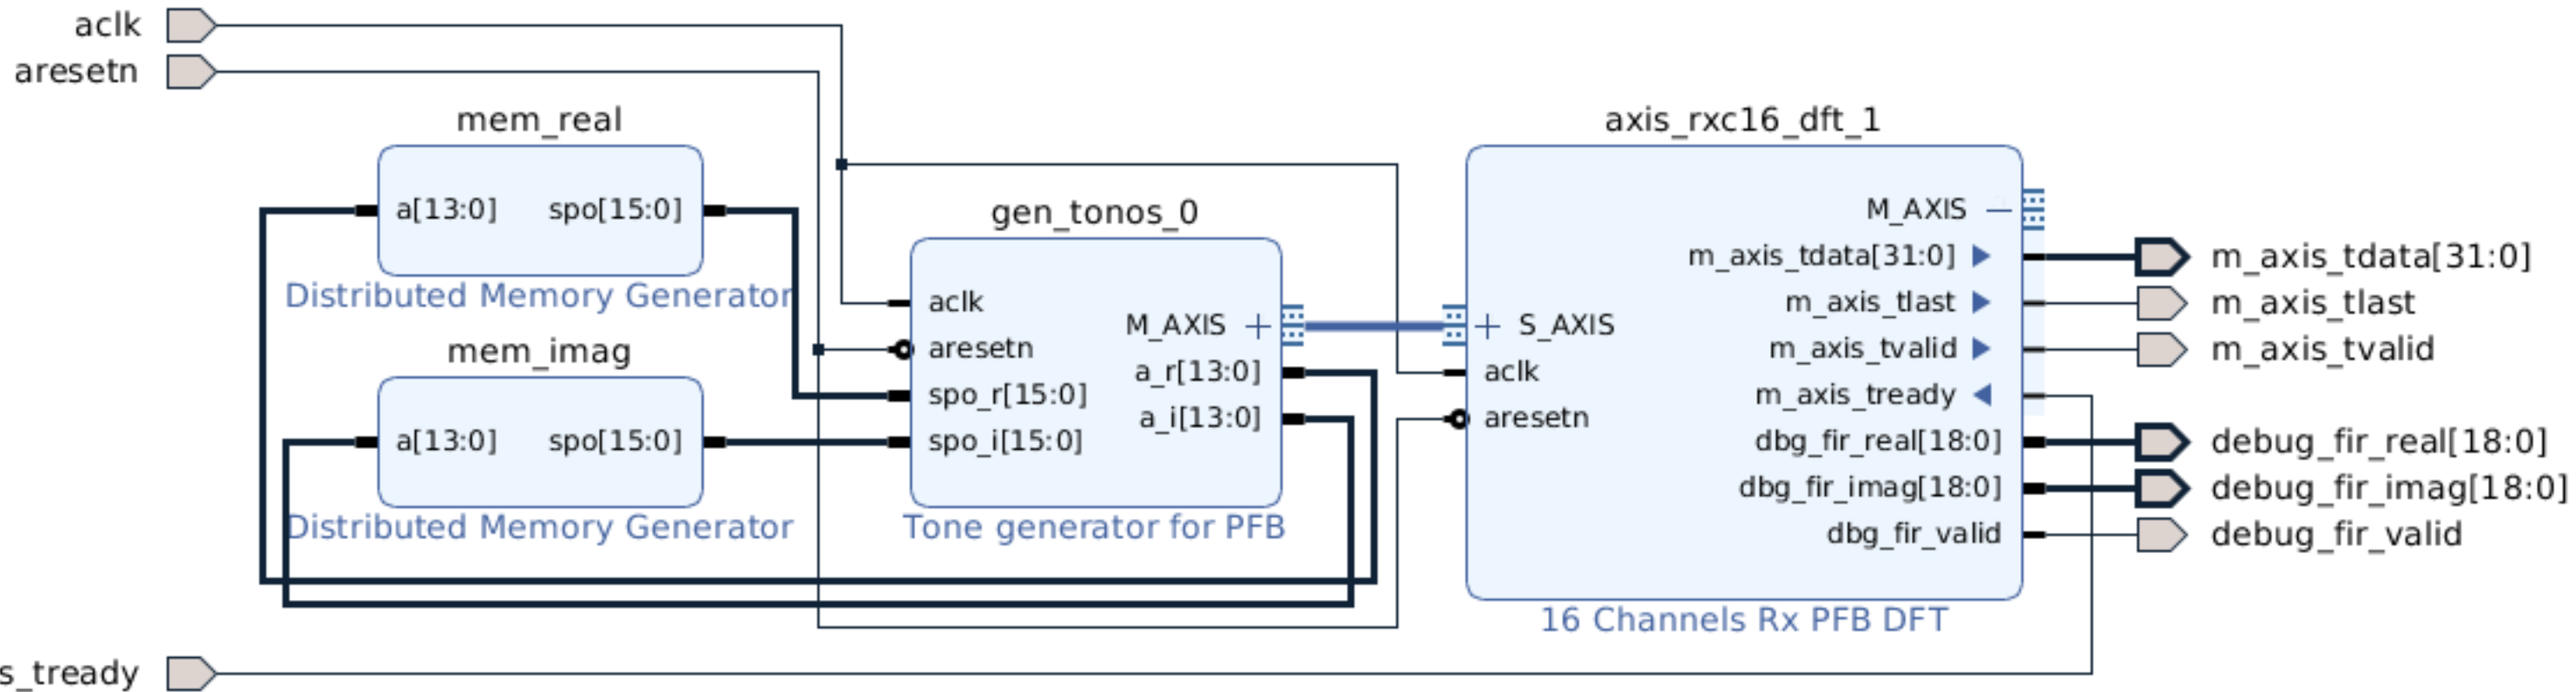 aclk
aresetn
mem_real
a[13:0] spo[15:0]
Distributed Memory Generator
mem_imag
a[13:0] spo[15:0]
Distributed Memory Generator
gen_tonos_0
aclk
aresetn
spo_r[15:0]
spo_i[15:0]
M_AXIS
a_r[13:0]
a_i[13:0]
Tone generator for PFB
axis_rxc16_dft_1
S_AXIS
aclk
aresetn
M_AXIS
m_axis_tdata[31:0]
m_axis_tlast
m_axis_tvalid
m_axis_tready
dbg_fir_real[18:0]
dbg_fir_imag[18:0]
dbg_fir_valid
16 Channels Rx PFB DFT
m_axis_tdata[31:0]
m_axis_tlast
m_axis_tvalid
debug_fir_real[18:0]
debug_fir_imag[18:0]
debug_fir_valid
s_tready